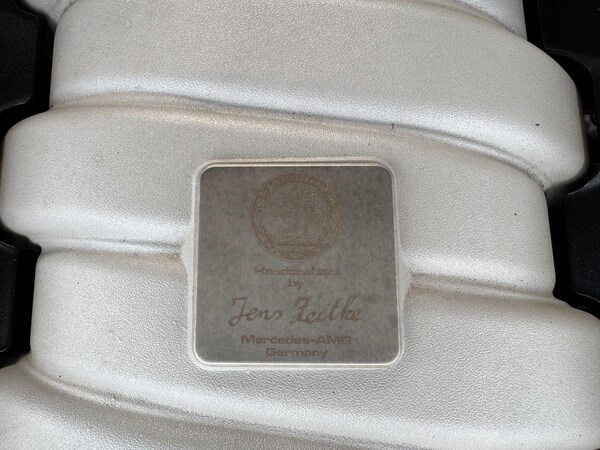 Handcrafted
by
Jens Zeitke
Mercedes-AMG
Germany